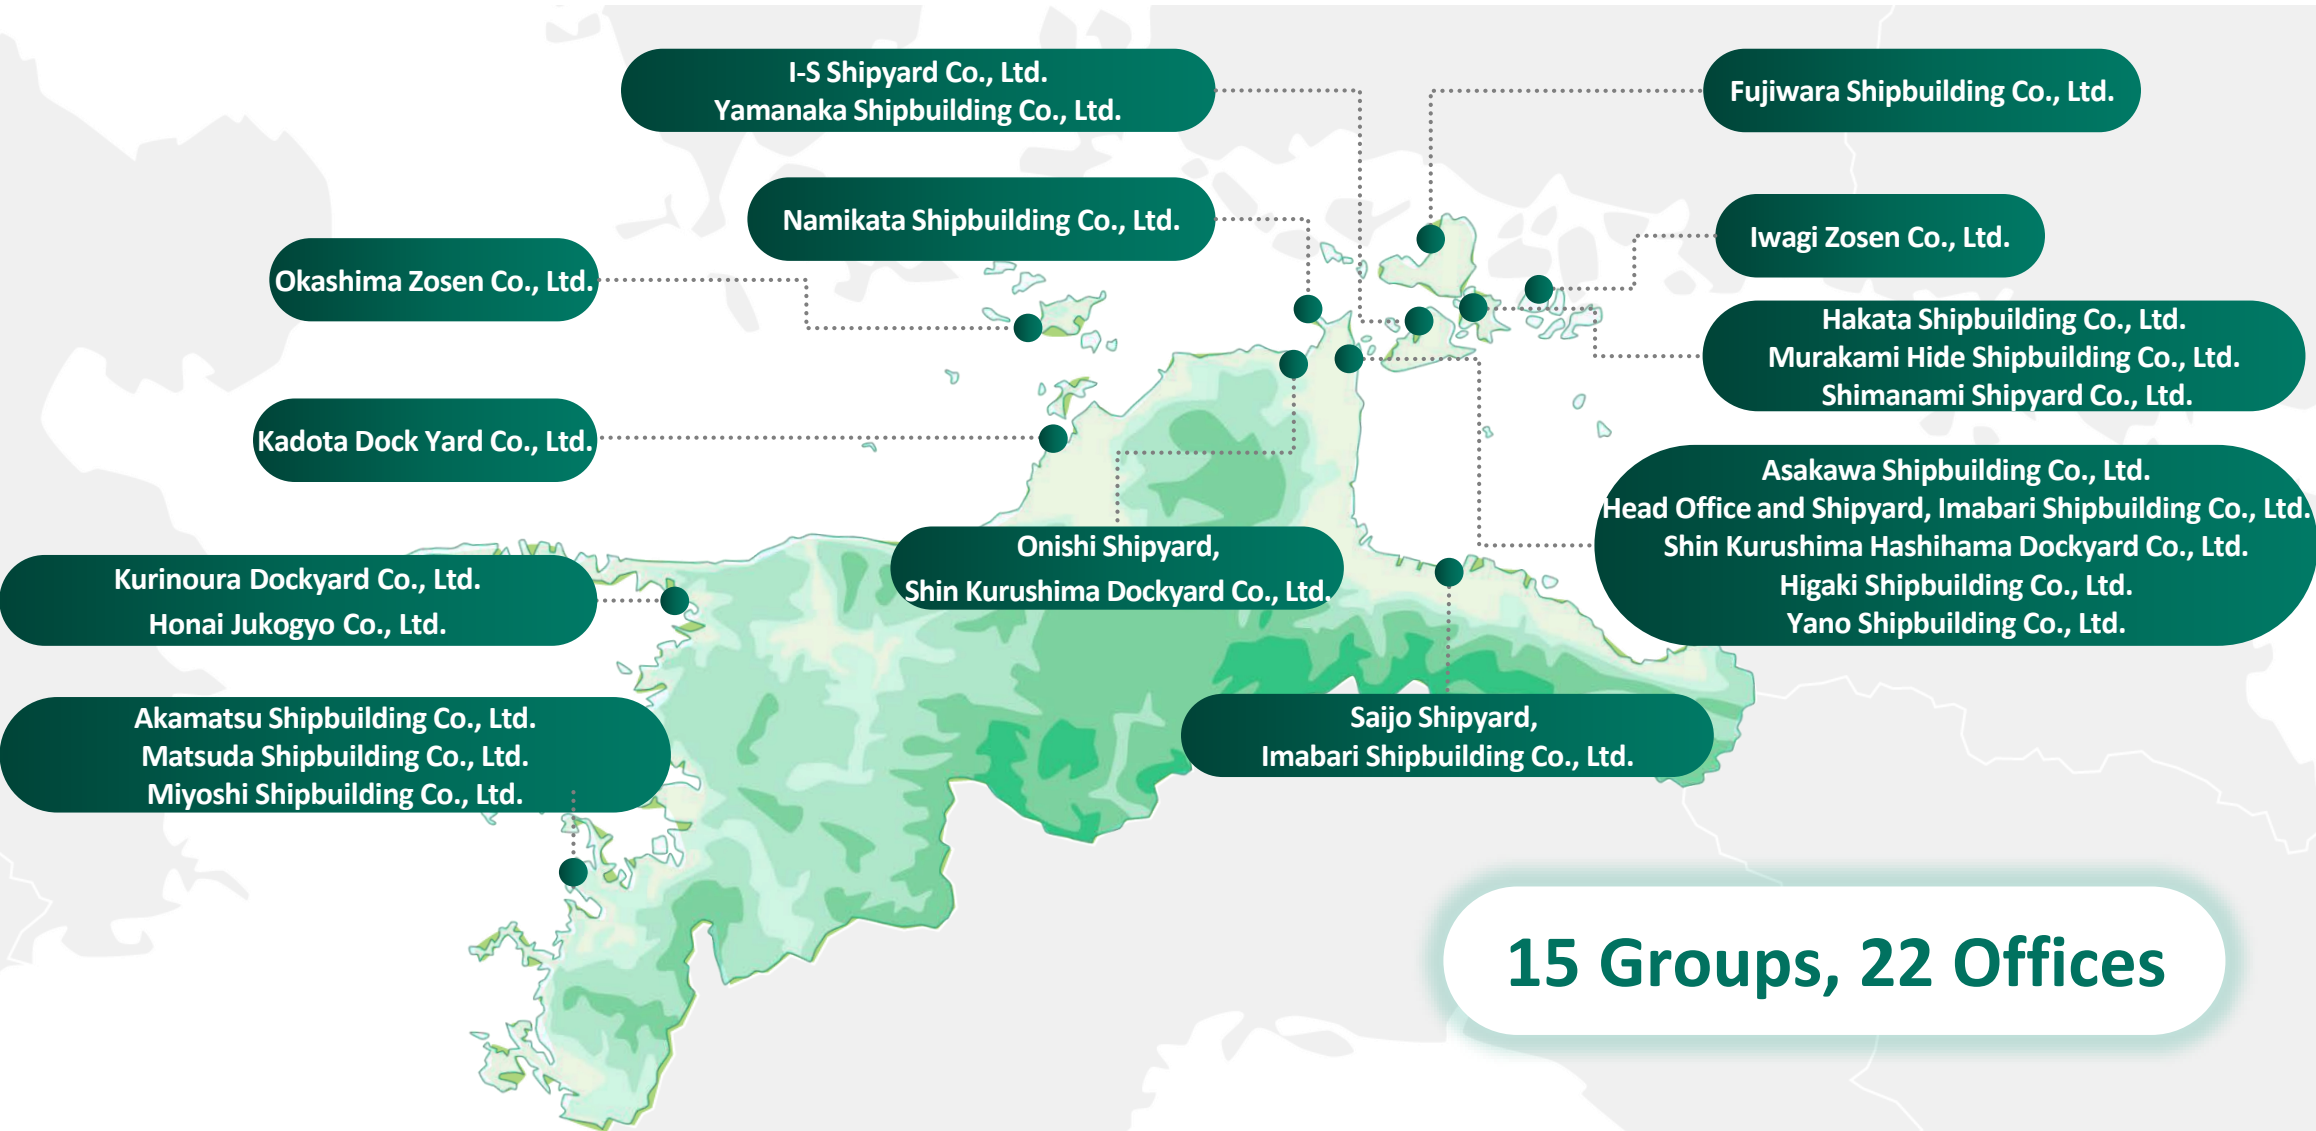 I-S Shipyard Co., Ltd.
Yamanaka Shipbuilding Co., Ltd.
Fujiwara Shipbuilding Co., Ltd.
Namikata Shipbuilding Co., Ltd.
Iwagi Zosen Co., Ltd.
Okashima Zosen Co., Ltd.
Hakata Shipbuilding Co., Ltd.
Murakami Hide Shipbuilding Co., Ltd.
Shimanami Shipyard Co., Ltd.
Kadota Dock Yard Co., Ltd.
Asakawa Shipbuilding Co., Ltd.
Head Office and Shipyard, Imabari Shipbuilding Co., Ltd.
Shin Kurushima Hashihama Dockyard Co., Ltd.
Higaki Shipbuilding Co., Ltd.
Yano Shipbuilding Co., Ltd.
Onishi Shipyard,
Shin Kurushima Dockyard Co., Ltd.
Kurinoura Dockyard Co., Ltd.
Honai Jukogyo Co., Ltd.
Akamatsu Shipbuilding Co., Ltd.
Matsuda Shipbuilding Co., Ltd.
Miyoshi Shipbuilding Co., Ltd.
Saijo Shipyard,
Imabari Shipbuilding Co., Ltd.
15 Groups, 22 Offices